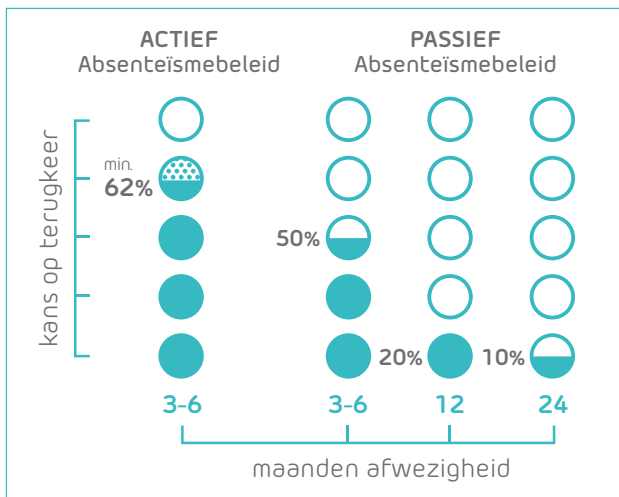 ACTIEF
Absenteïsmebeleid
PASSIEF
Absenteïsmebeleid
kans op terugkeer
min.
62%
50%
20%
10%
3-6
3-6
12
24
maanden afwezigheid